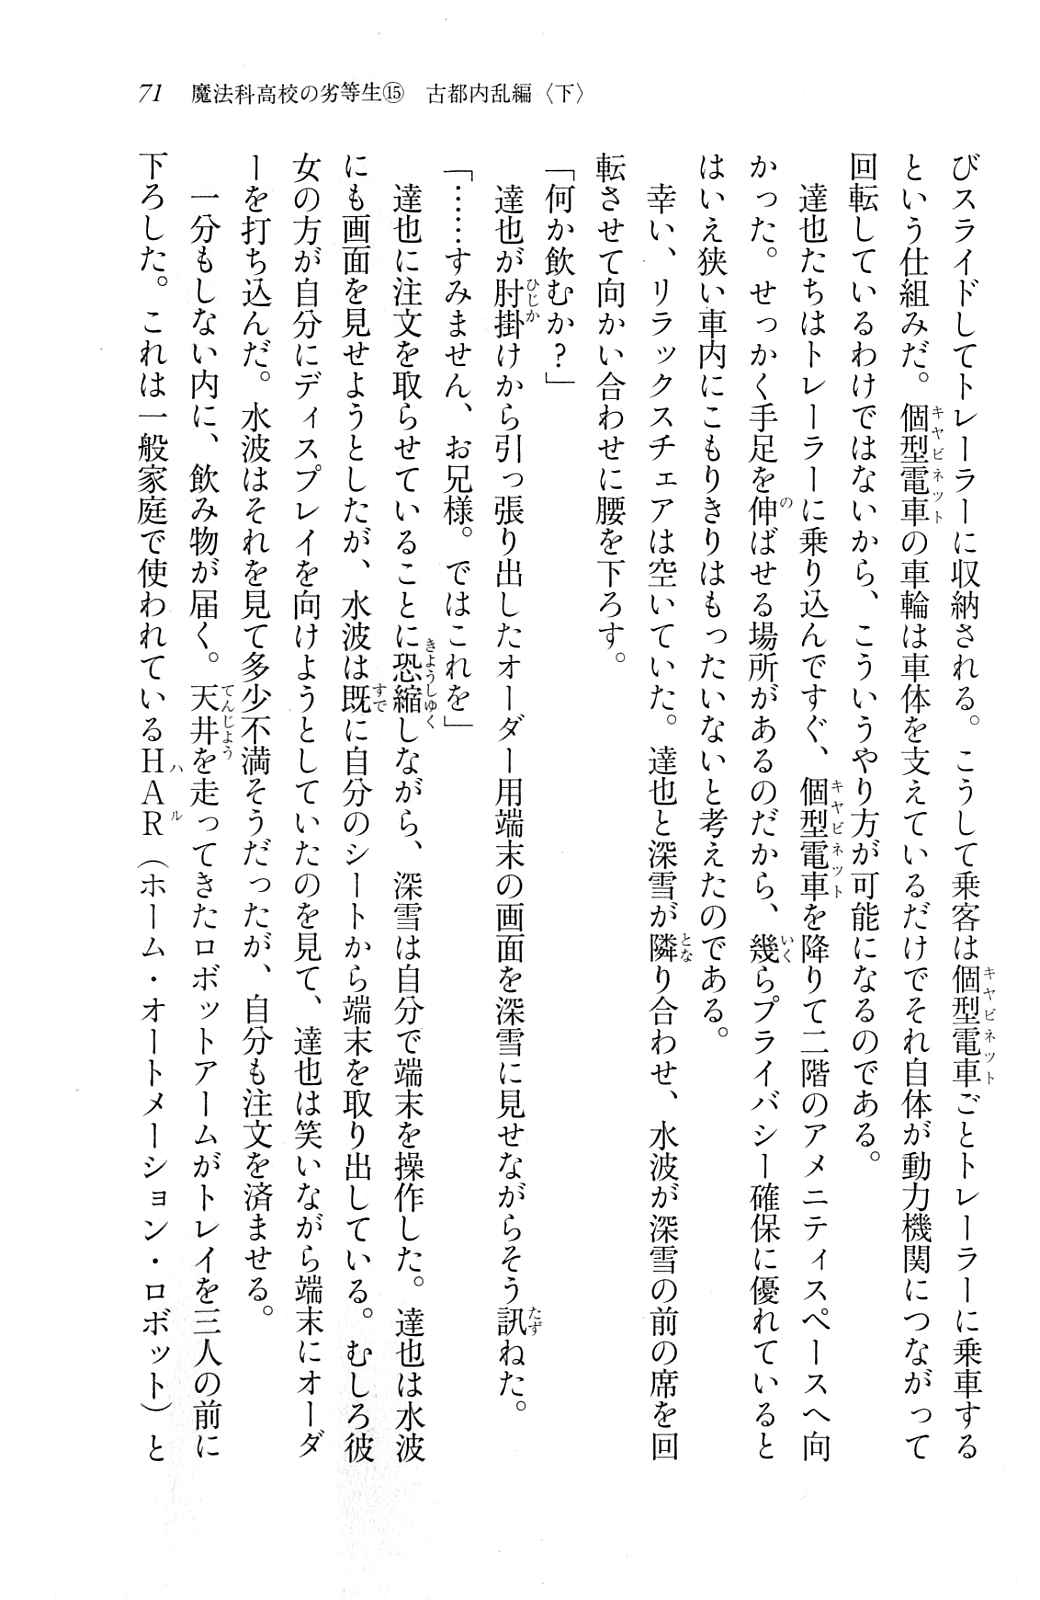 71　魔法科高校の劣等生⑮　古都内乱編〈下〉
びスライドしてトレーラーに収納される。こうして乗客は個型電車ごとトレーラーに乗車する
という仕組みだ。個型電車の車輪は車体を支えているだけでそれ自体が動力機関につながって
回転しているわけではないから、こういうやり方が可能になるのである。
　達也たちはトレーラーに乗り込んですぐ、個型電車を降りて二階のアメニティスペースへ向
かった。せっかく手足を伸ばせる場所があるのだから、幾らプライバシー確保に優れていると
はいえ狭い車内にこもりきりはもったいないと考えたのである。
　幸い、リラックスチェアは空いていた。達也と深雪が隣り合わせ、水波が深雪の前の席を回
転させて向かい合わせに腰を下ろす。
「何か飲むか？」
　達也が肘掛けから引っ張り出したオーダー用端末の画面を深雪に見せながらそう訊ねた。
「……すみません、お兄様。ではこれを」
　達也に注文を取らせていることに恐縮しながら、深雪は自分で端末を操作した。達也は水波
にも画面を見せようとしたが、水波は既に自分のシートから端末を取り出している。むしろ彼
女の方が自分にディスプレイを向けようとしていたのを見て、達也は笑いながら端末にオーダ
ーを打ち込んだ。水波はそれを見て多少不満そうだったが、自分も注文を済ませる。
　一分もしない内に、飲み物が届く。天井を走ってきたロボットアームがトレイを三人の前に
下ろした。これは一般家庭で使われているＨＡＲ（ホーム・オートメーション・ロボット）と